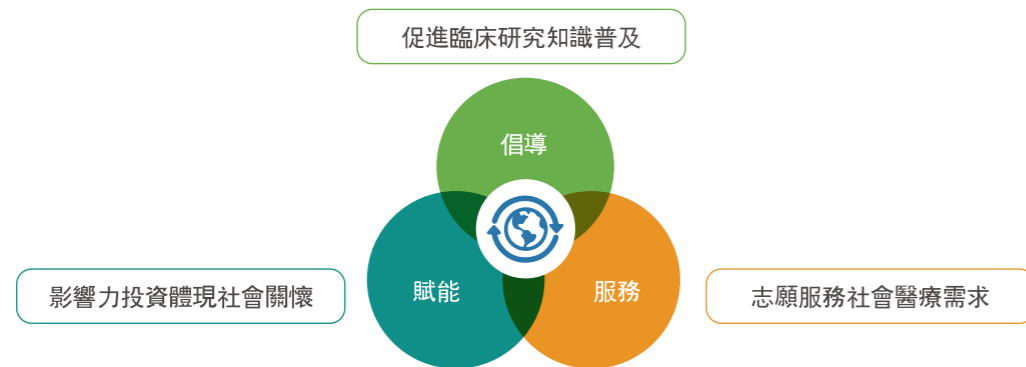 促進臨床研究知識普及
倡導
影響力投資體現社會關懷
賦能
服務
志願服務社會醫療需求